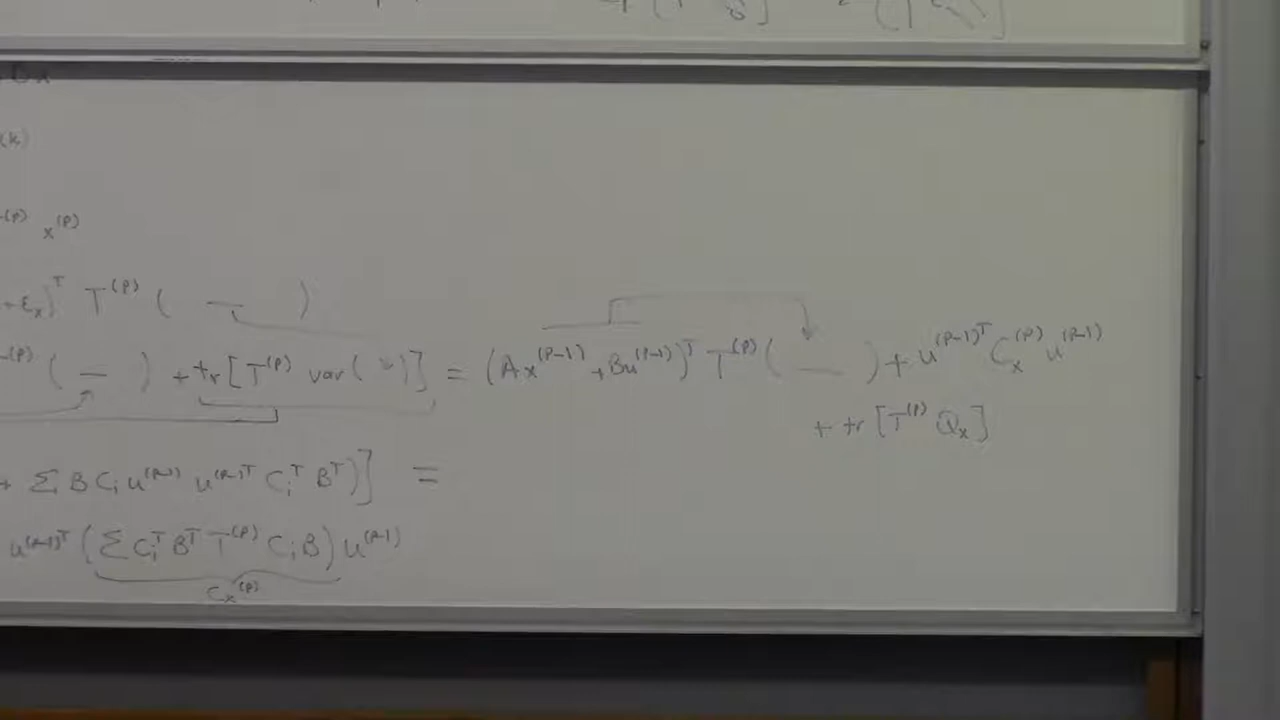 (k)
(p) x^(p)
+ε_x)^T T^(p) ( — )
(p) ( — ) + tr[T^(p) var( " )] = (Ax^(p-1) + Bu^(p-1))^T T^(p) ( — ) + u^(p-1)^T C_x^(p) u^(p-1)
+ tr [T^(p) Q_x]
+ Σ_i B C_i u^(p-1) u^(p-1)T C_i^T B^T)] =
u^(p-1)T (Σ C_i^T B^T T^(p) C_i B) u^(p-1)
C_x^(p)